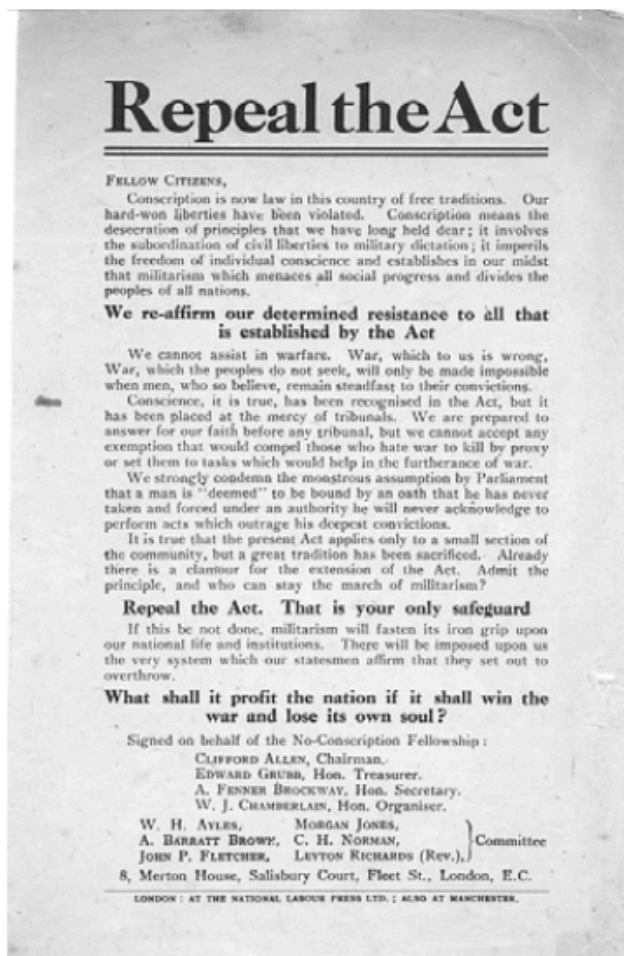 Repeal the Act
FELLOW CITIZENS,
Conscription is now law in this country of free traditions. Our
hard-won liberties have been violated. Conscription means the
desecration of principles that we have long held dear; it involves
the subordination of civil liberties to military dictation; it imperils
the freedom of individual conscience and establishes in our midst
that militarism which menaces all social progress and divides the
peoples of all nations.
We re-affirm our determined resistance to all that
is established by the Act
We cannot assist in warfare. War, which to us is wrong,
War, which the peoples do not seek, will only be made impossible
when men, who so believe, remain steadfast to their convictions.
Conscience, it is true, has been recognised in the Act, but it
has been placed at the mercy of tribunals. We are prepared to
answer for our faith before any tribunal, but we cannot accept any
exemption that would compel those who hate war to kill by proxy
or set them to tasks which would help in the furtherance of war.
We strongly condemn the monstrous assumption by Parliament
that a man is "deemed" to be bound by an oath that he has never
taken and forced under an authority he will never acknowledge to
perform acts which outrage his deepest convictions.
It is true that the present Act applies only to a small section of
the community, but a great tradition has been sacrificed. Already
there is a clamour for the extension of the Act. Admit the
principle, and who can stay the march of militarism?
Repeal the Act. That is your only safeguard
If this be not done, militarism will fasten its iron grip upon
our national life and institutions. There will be imposed upon us
the very system which our statesmen affirm that they set out to
overthrow.
What shall it profit the nation if it shall win the
war and lose its own soul?
Signed on behalf of the No-Conscription Fellowship:
CLIFFORD ALLEN, Chairman.
EDWARD GRUBB, Hon. Treasurer.
A. FENNER BROCKWAY, Hon. Secretary.
W. J. CHAMBERLAIN, Hon. Organiser.
W. H. AYLES, MORGAN JONES,
A. BARRATT BROWN, C. H. NORMAN, Committee
JOHN P. FLETCHER, LEYTON RICHARDS (Rev.),
8, Merton House, Salisbury Court, Fleet St., London, E.C.
LONDON: AT THE NATIONAL LABOUR PRESS LTD.; ALSO AT MANCHESTER.